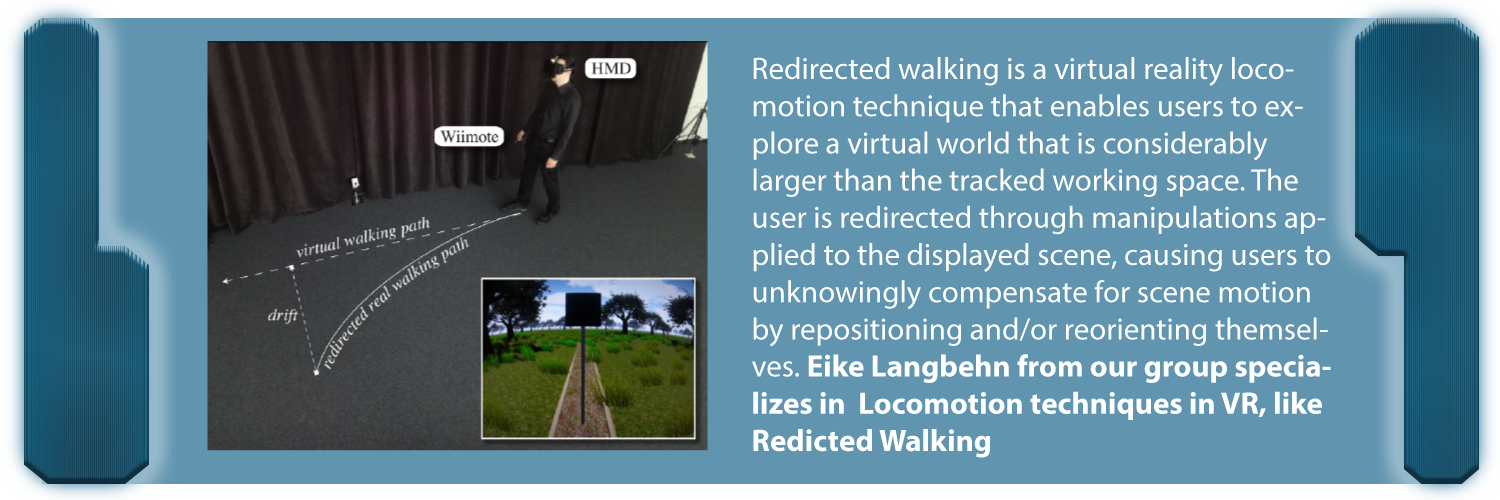 HMD
Wiimote
virtual walking path
drift
redirected real walking path
Redirected walking is a virtual reality loco-
motion technique that enables users to ex-
plore a virtual world that is considerably
larger than the tracked working space. The
user is redirected through manipulations ap-
plied to the displayed scene, causing users to
unknowingly compensate for scene motion
by repositioning and/or reorienting themsel-
ves. Eike Langbehn from our group specia-
lizes in  Locomotion techniques in VR, like
Redicted Walking